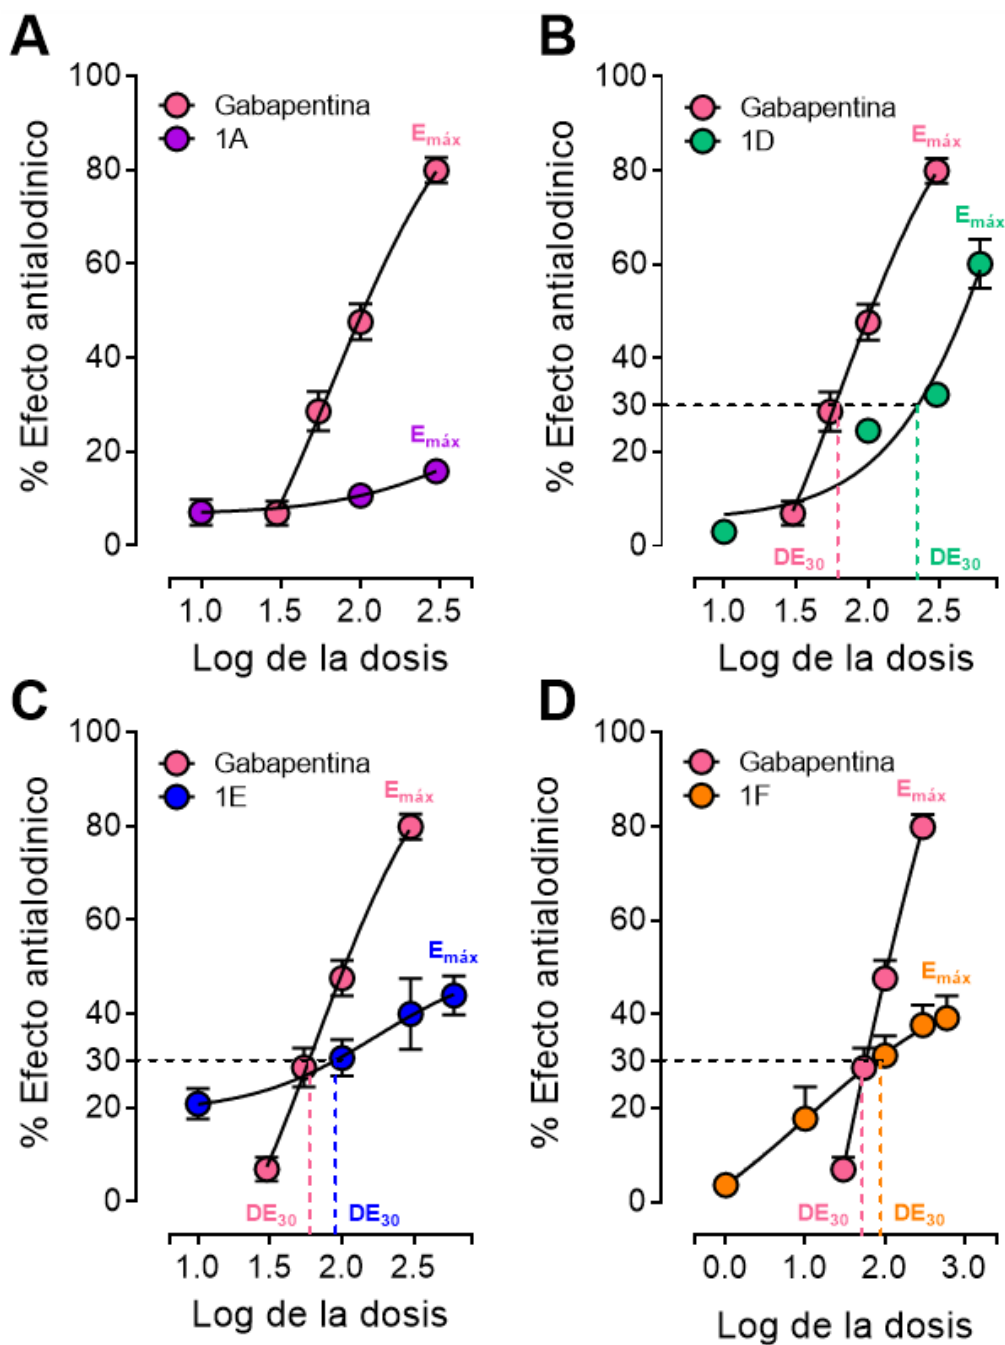 A
% Efecto antialodínico
100
80
60
40
20
0
Gabapentina
1A
Emáx
Emáx
1.0 1.5 2.0 2.5
Log de la dosis
B
% Efecto antialodínico
100
80
60
40
30
20
0
Gabapentina
1D
Emáx
Emáx
DE30 DE30
1.0 1.5 2.0 2.5
Log de la dosis
C
% Efecto antialodínico
100
80
60
40
30
20
0
Gabapentina
1E
Emáx
Emáx
DE30 DE30
1.0 1.5 2.0 2.5
Log de la dosis
D
% Efecto antialodínico
100
80
60
40
30
20
0
Gabapentina
1F
Emáx
Emáx
DE30 DE30
0.0 1.0 2.0 3.0
Log de la dosis